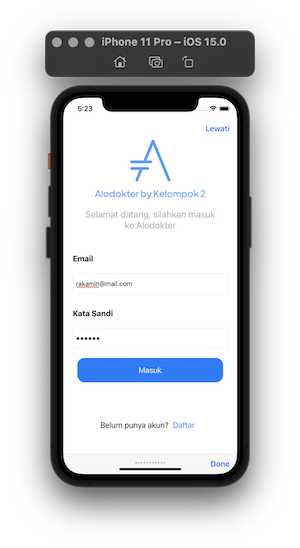 iPhone 11 Pro – iOS 15.0
5:23
Lewati
Alodokter by Kelompok 2
Selamat datang, silahkan masuk
ke Alodokter
Email
rakamin@mail.com
Kata Sandi
••••••
Masuk
Belum punya akun? Daftar
Done